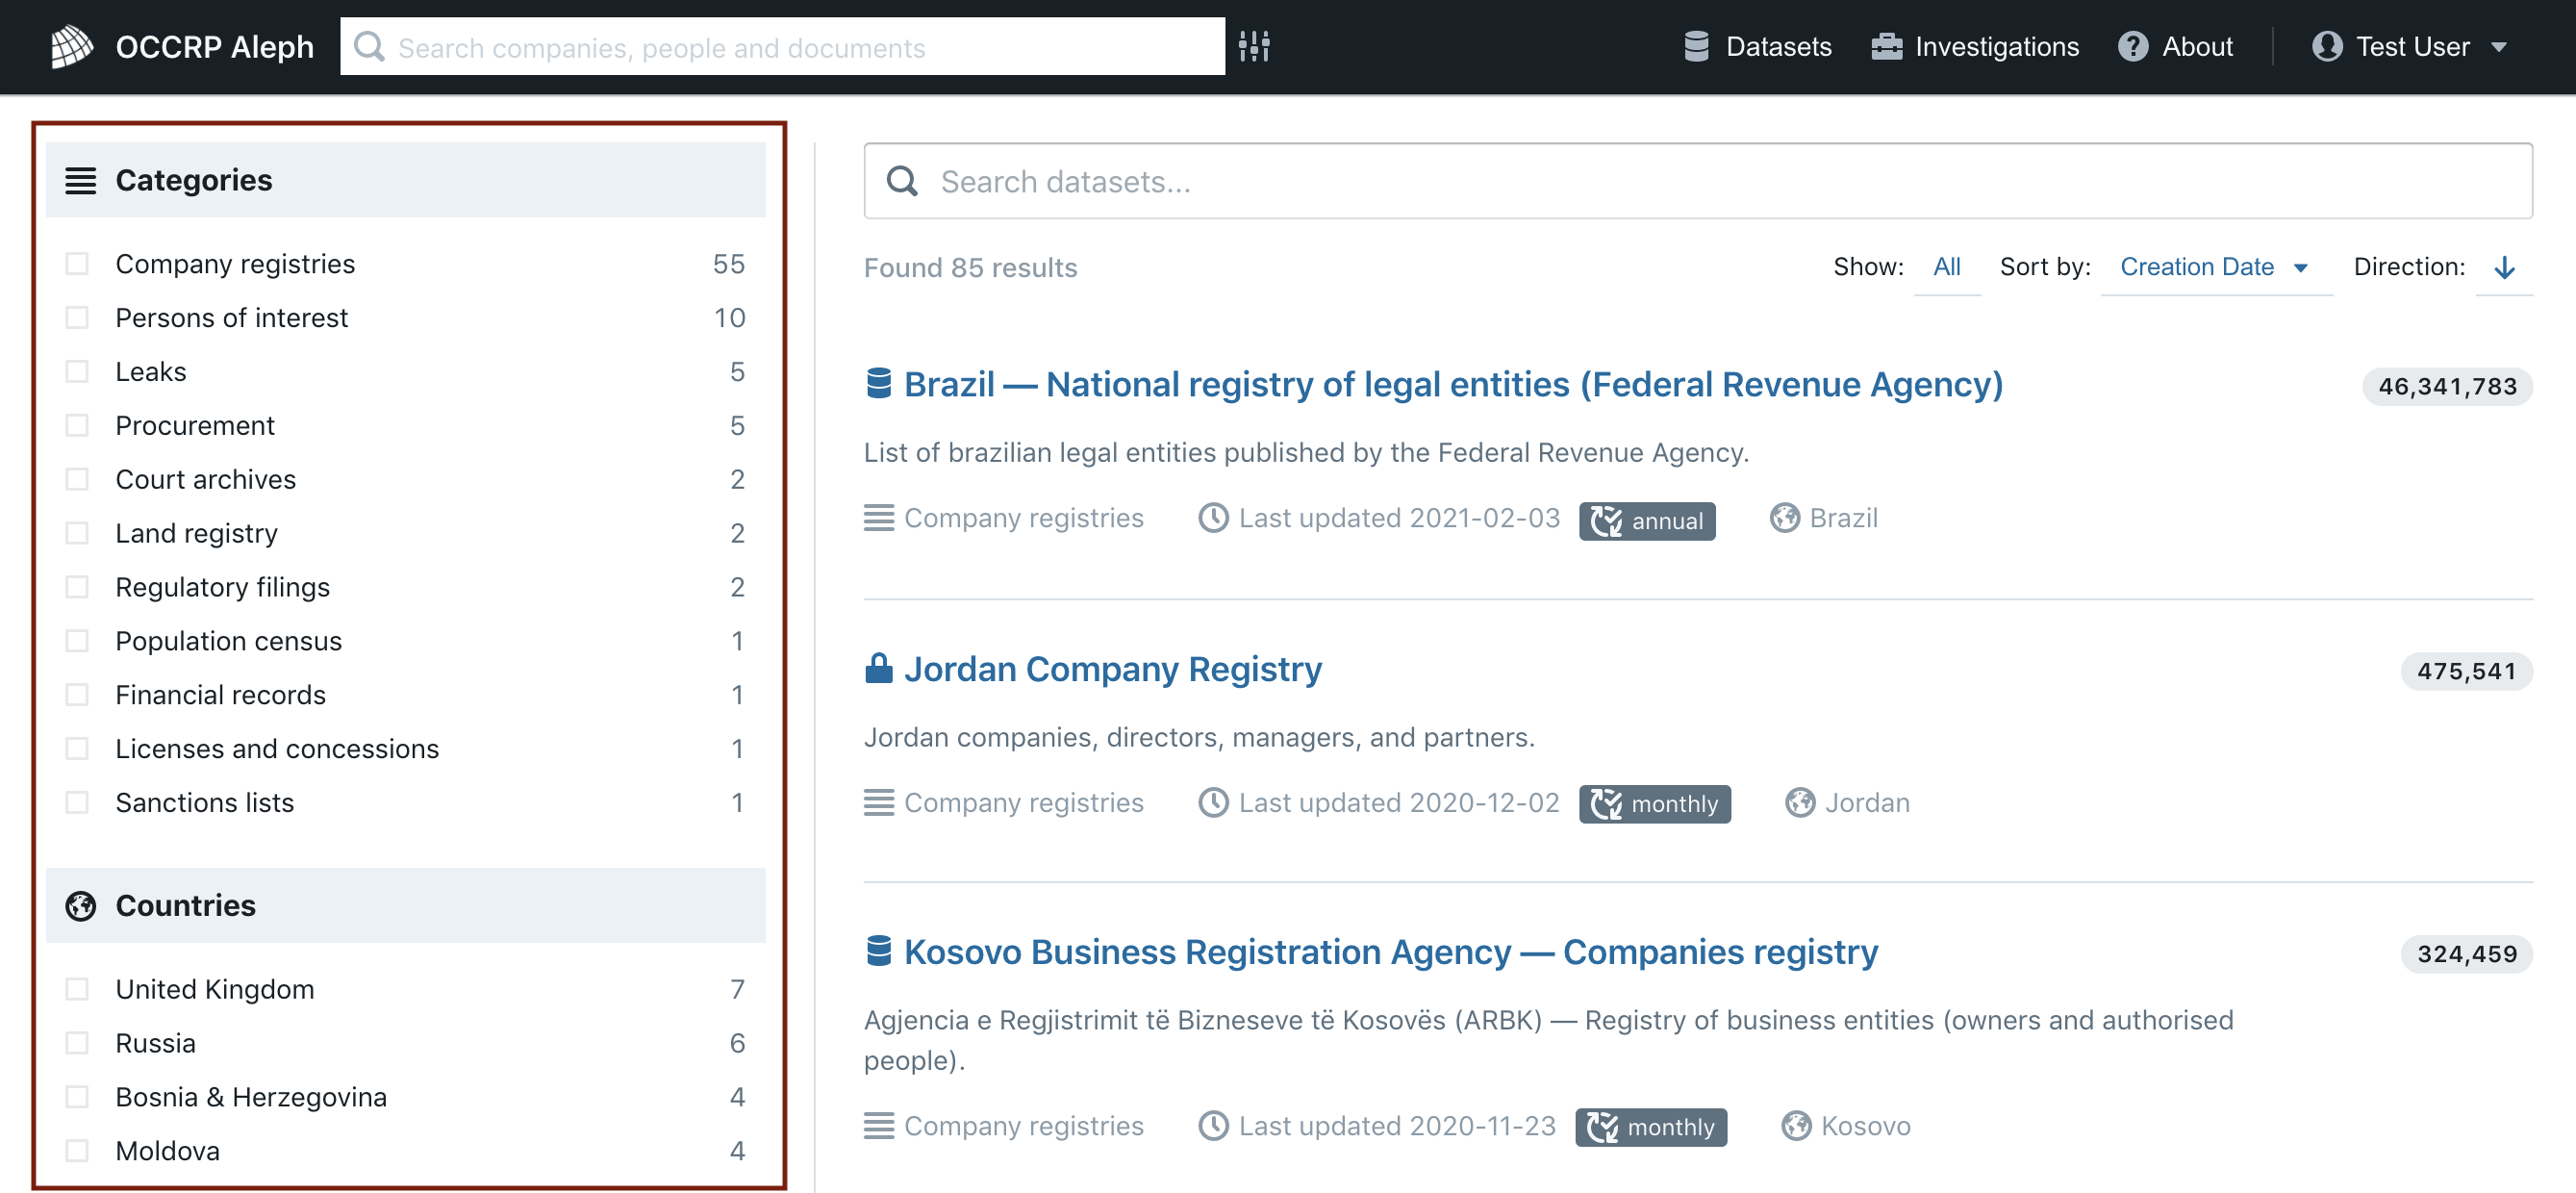 OCCRP Aleph
Search companies, people and documents
Datasets
Investigations
About
Test User
Categories
Company registries 55
Persons of interest 10
Leaks 5
Procurement 5
Court archives 2
Land registry 2
Regulatory filings 2
Population census 1
Financial records 1
Licenses and concessions 1
Sanctions lists 1
Countries
United Kingdom 7
Russia 6
Bosnia & Herzegovina 4
Moldova 4
Search datasets...
Found 85 results
Show: All Sort by: Creation Date Direction:
Brazil — National registry of legal entities (Federal Revenue Agency) 46,341,783
List of brazilian legal entities published by the Federal Revenue Agency.
Company registries Last updated 2021-02-03 annual Brazil
Jordan Company Registry 475,541
Jordan companies, directors, managers, and partners.
Company registries Last updated 2020-12-02 monthly Jordan
Kosovo Business Registration Agency — Companies registry 324,459
Agjencia e Regjistrimit të Bizneseve të Kosovës (ARBK) — Registry of business entities (owners and authorised
people).
Company registries Last updated 2020-11-23 monthly Kosovo